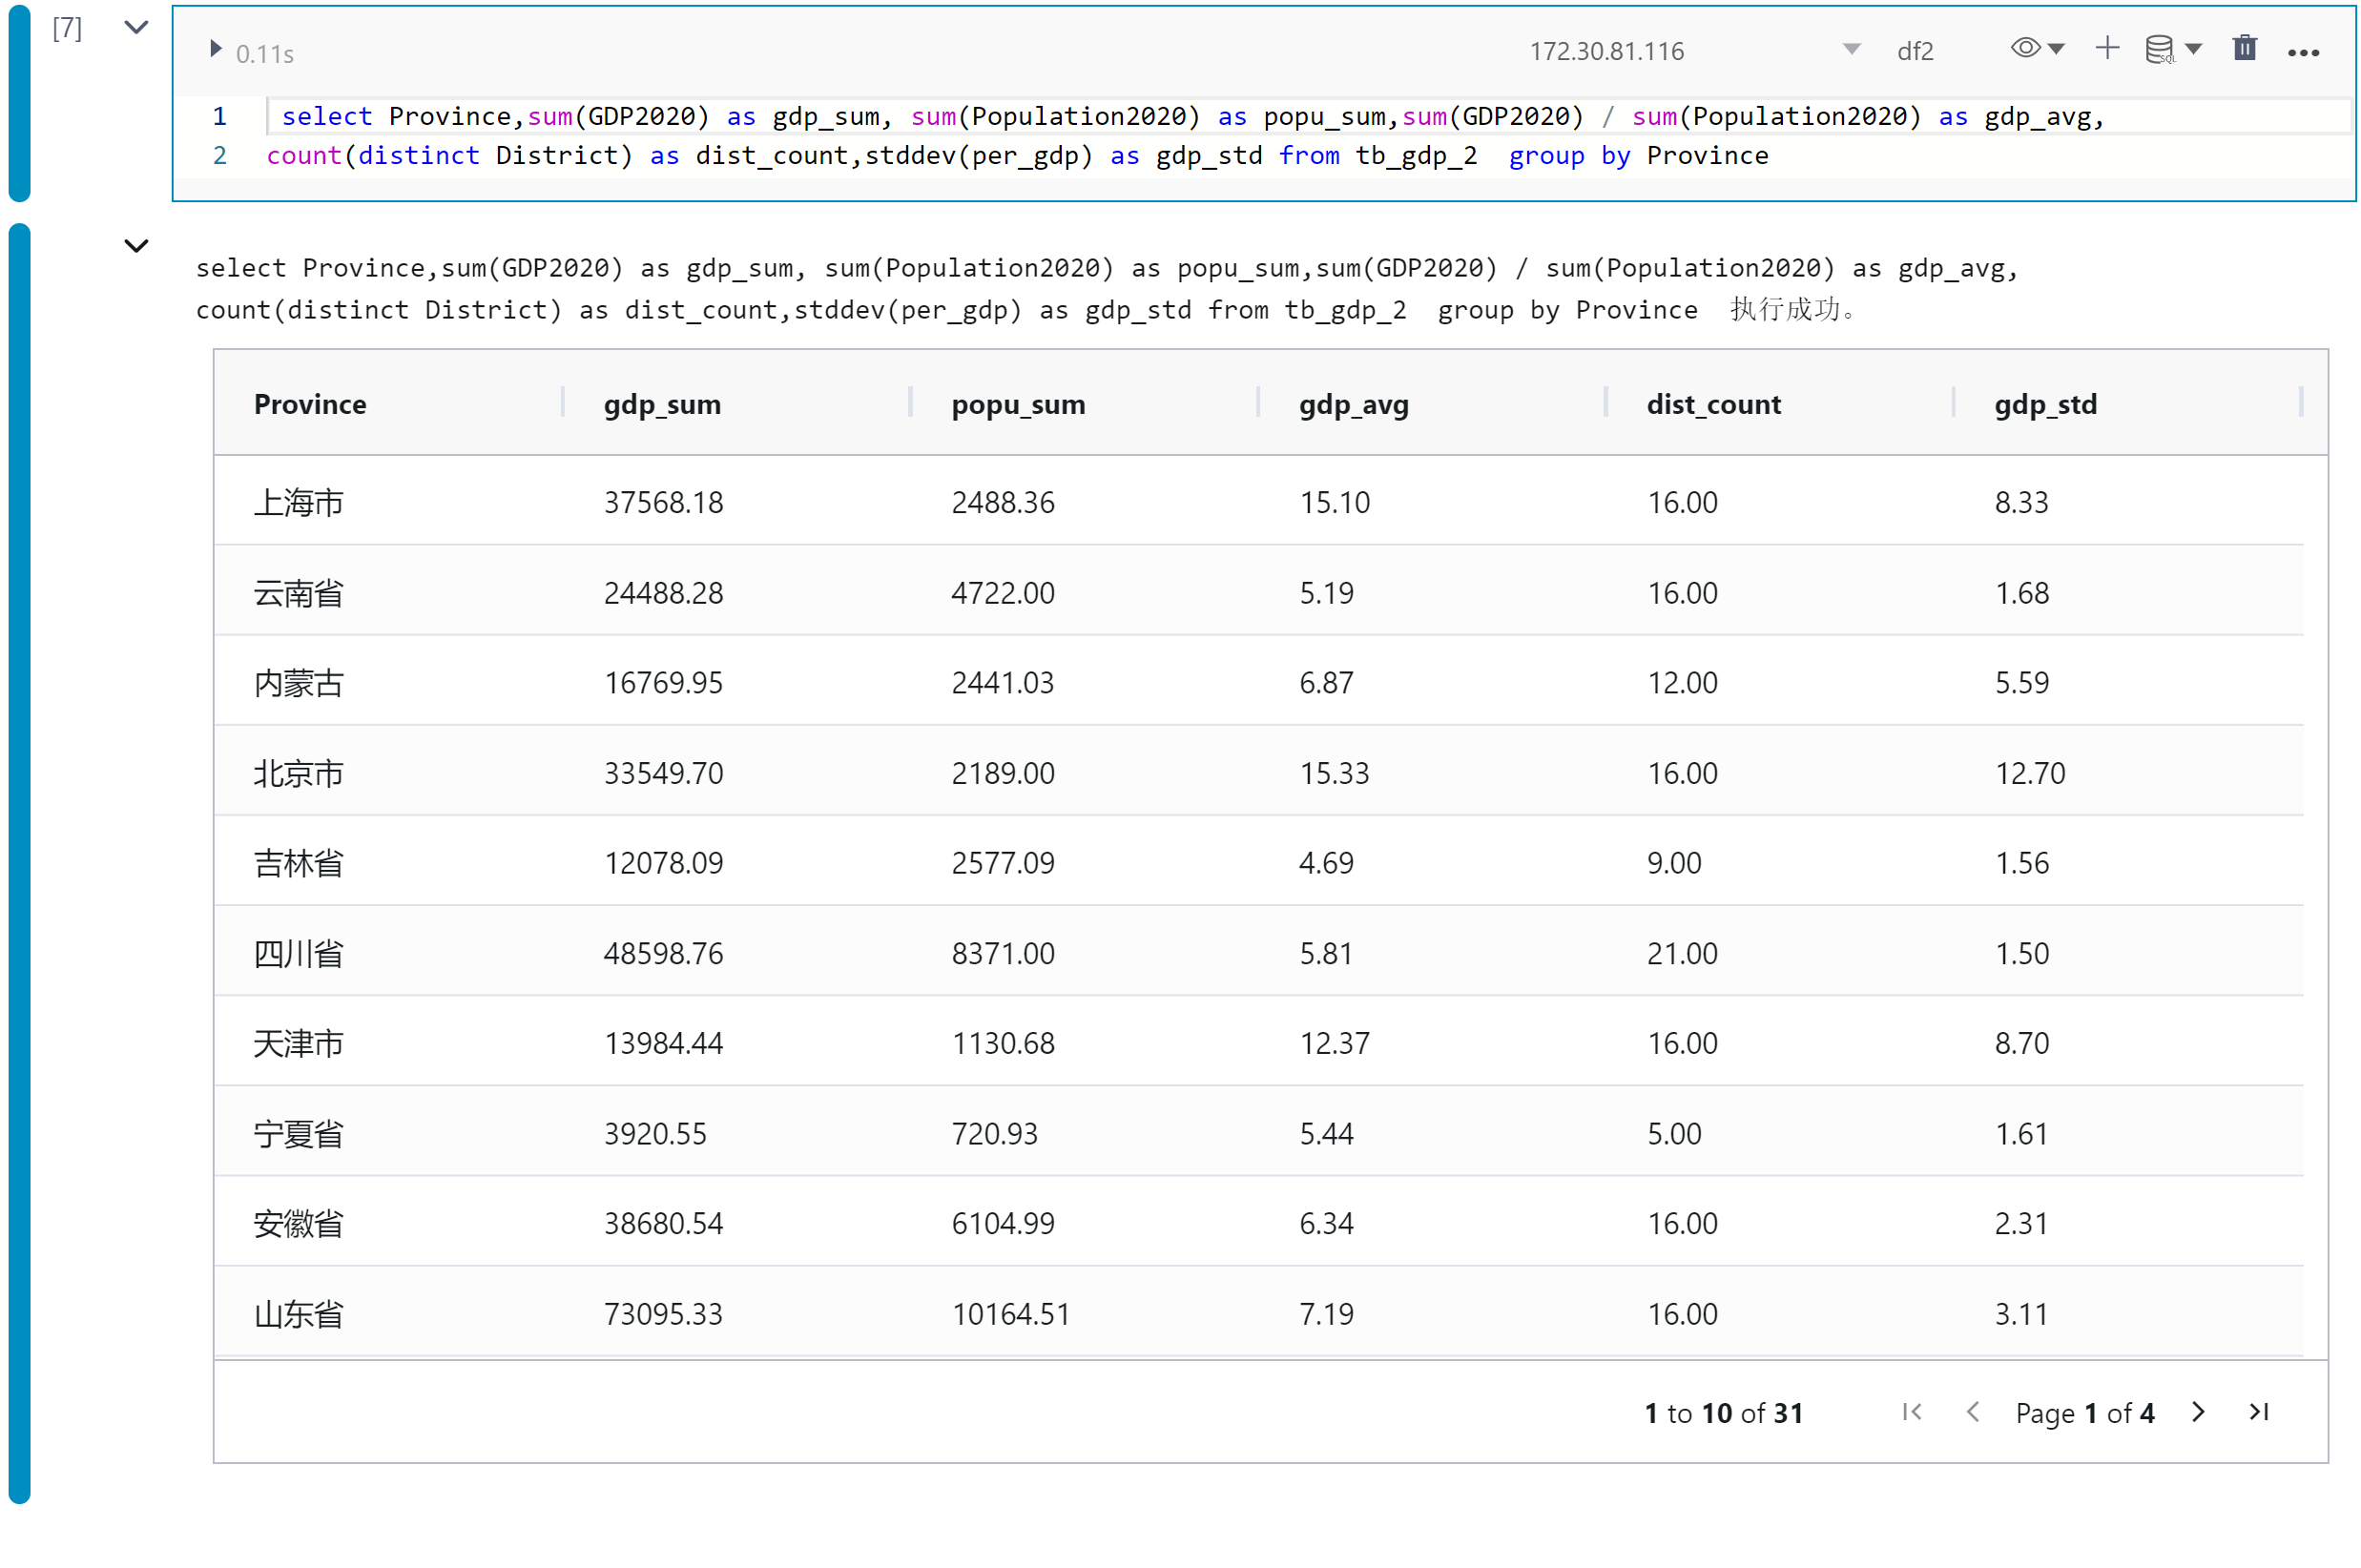 [7]
0.11s 172.30.81.116 df2 SQL
1 select Province,sum(GDP2020) as gdp_sum, sum(Population2020) as popu_sum,sum(GDP2020) / sum(Population2020) as gdp_avg,
2 count(distinct District) as dist_count,stddev(per_gdp) as gdp_std from tb_gdp_2  group by Province
select Province,sum(GDP2020) as gdp_sum, sum(Population2020) as popu_sum,sum(GDP2020) / sum(Population2020) as gdp_avg,
count(distinct District) as dist_count,stddev(per_gdp) as gdp_std from tb_gdp_2  group by Province  执行成功。
Province gdp_sum popu_sum gdp_avg dist_count gdp_std
上海市 37568.18 2488.36 15.10 16.00 8.33
云南省 24488.28 4722.00 5.19 16.00 1.68
内蒙古 16769.95 2441.03 6.87 12.00 5.59
北京市 33549.70 2189.00 15.33 16.00 12.70
吉林省 12078.09 2577.09 4.69 9.00 1.56
四川省 48598.76 8371.00 5.81 21.00 1.50
天津市 13984.44 1130.68 12.37 16.00 8.70
宁夏省 3920.55 720.93 5.44 5.00 1.61
安徽省 38680.54 6104.99 6.34 16.00 2.31
山东省 73095.33 10164.51 7.19 16.00 3.11
1 to 10 of 31 Page 1 of 4